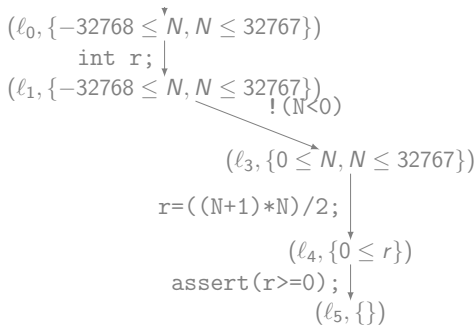 (ℓ₀, {−32768 ≤ N, N ≤ 32767})
int r;
(ℓ₁, {−32768 ≤ N, N ≤ 32767})
!(N<0)
(ℓ₃, {0 ≤ N, N ≤ 32767})
r=((N+1)*N)/2;
(ℓ₄, {0 ≤ r})
assert(r>=0);
(ℓ₅, {})